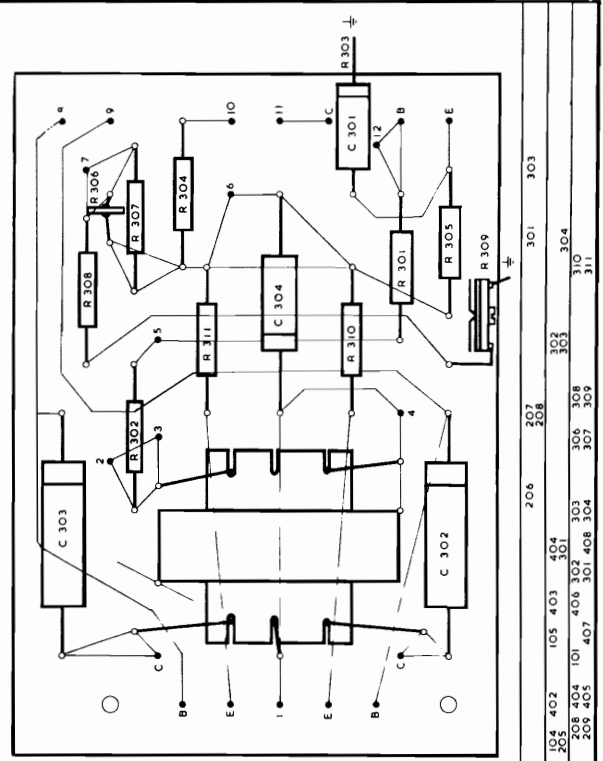 R 303
8
9
10
11
C
C 301
B
12
E
7
R 306
R 307
R 304
6
R 308
R 301
R 305
R 309
C 304
R 311
R 310
5
R 302
2
3
4
C 303
C 302
C
C
B
E
1
E
B
104 402 105 403 404 206 207 301 303
205 301 208 302 304
303
208 404 101 406 302 303 306 308 310
209 405 407 301 408 304 307 309 311